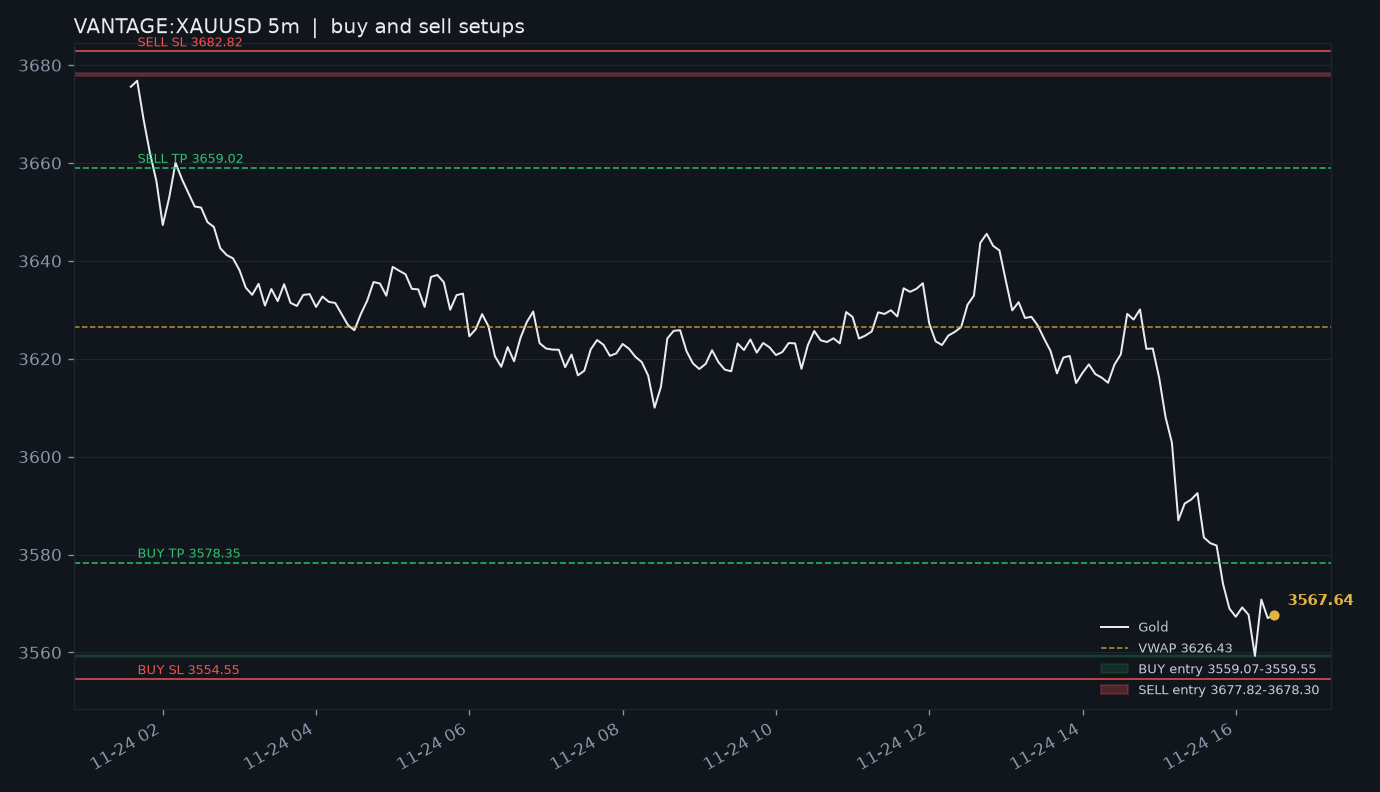 VANTAGE:XAUUSD 5m | buy and sell setups
SELL SL 3682.82
3680
SELL TP 3659.02
3660
3640
3620
3600
BUY TP 3578.35
3580
3567.64
Gold
VWAP 3626.43
BUY entry 3559.07-3559.55
SELL entry 3677.82-3678.30
3560
BUY SL 3554.55
11-24 02
11-24 04
11-24 06
11-24 08
11-24 10
11-24 12
11-24 14
11-24 16